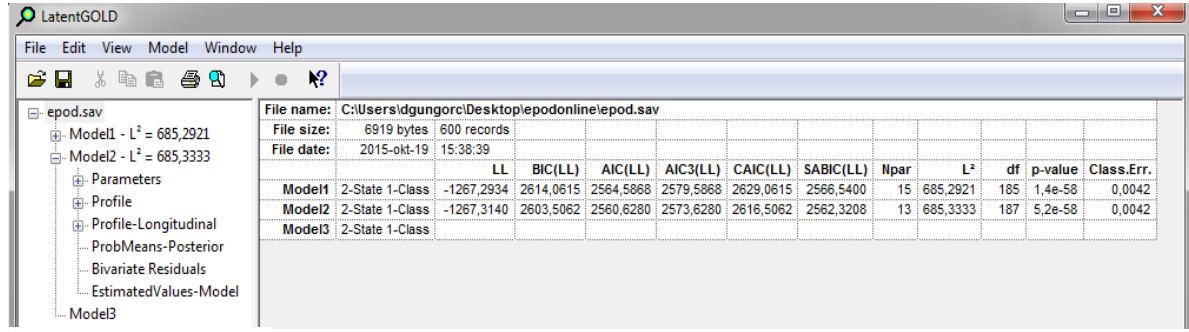 LatentGOLD
File Edit View Model Window Help
epod.sav
Model1 - L² = 685,2921
Model2 - L² = 685,3333
Parameters
Profile
Profile-Longitudinal
ProbMeans-Posterior
Bivariate Residuals
EstimatedValues-Model
Model3
File name: C:\Users\dgungorc\Desktop\epodonline\epod.sav
File size: 6919 bytes 600 records
File date: 2015-okt-19 15:38:39
LL BIC(LL) AIC(LL) AIC3(LL) CAIC(LL) SABIC(LL) Npar L² df p-value Class.Err.
Model1 2-State 1-Class -1267,2934 2614,0615 2564,5868 2579,5868 2629,0615 2566,5400 15 685,2921 185 1,4e-58 0,0042
Model2 2-State 1-Class -1267,3140 2603,5062 2560,6280 2573,6280 2616,5062 2562,3208 13 685,3333 187 5,2e-58 0,0042
Model3 2-State 1-Class